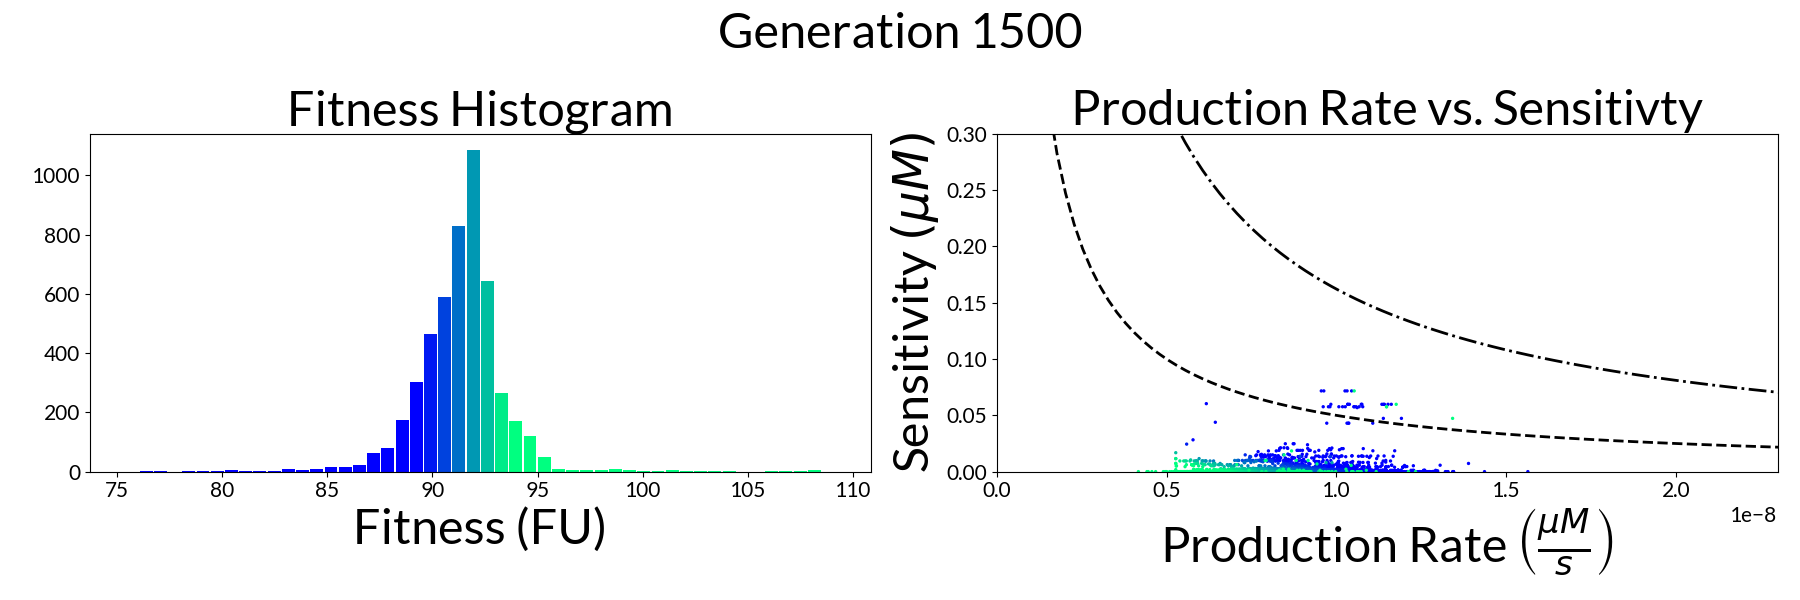 Generation 1500
Fitness Histogram
1000
800
600
400
200
0
75 80 85 90 95 100 105 110
Fitness (FU)
Production Rate vs. Sensitivty
Sensitivity (μM)
0.30
0.25
0.20
0.15
0.10
0.05
0.00
0.0 0.5 1.0 1.5 2.0
1e−8
Production Rate (μM/s)